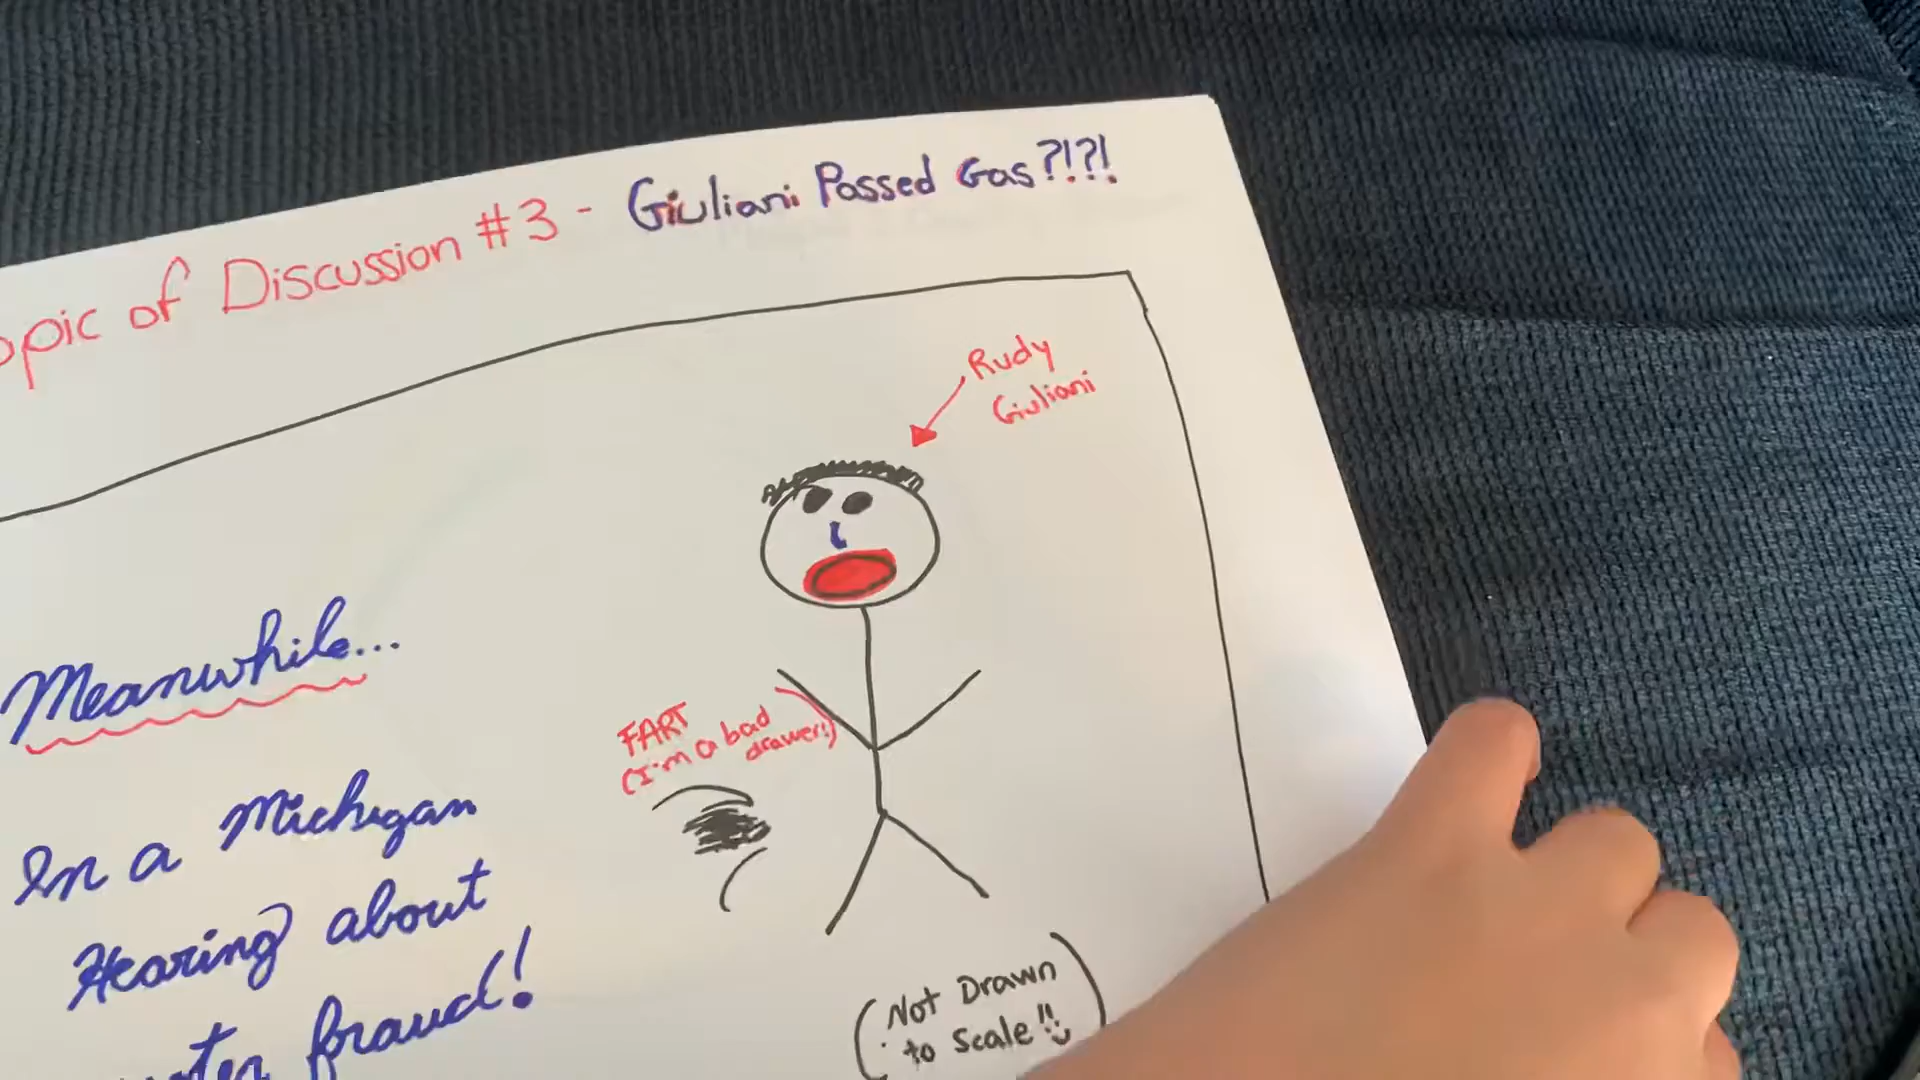 opic of Discussion #3 - Giuliani Passed Gas?!?!
Rudy
Giuliani
Meanwhile...
FART
(I'm a bad
drawer!)
In a Michigan
Hearing about
voter fraud!
(Not Drawn
to Scale!!)